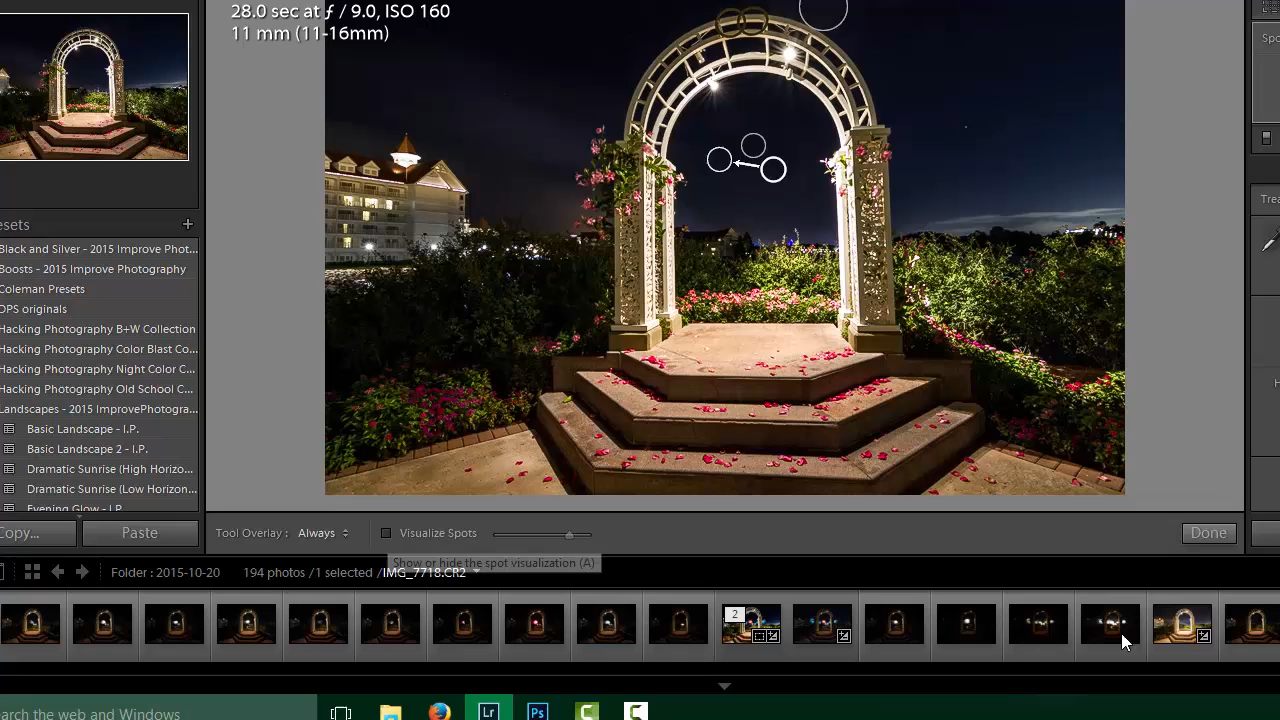 28.0 sec at ƒ / 9.0, ISO 160
11 mm (11-16mm)
Spo
esets
+
Black and Silver - 2015 Improve Phot...
Boosts - 2015 Improve Photography
Coleman Presets
OPS originals
Hacking Photography B+W Collection
Hacking Photography Color Blast Co...
Hacking Photography Night Color C...
Hacking Photography Old School C...
Landscapes - 2015 ImprovePhotogra...
Basic Landscape - I.P.
Basic Landscape 2 - I.P.
Dramatic Sunrise (High Horizo...
Dramatic Sunrise (Low Horizon...
Evening Glow - I.P.
Trea
H
Copy...
Paste
Tool Overlay : Always
Visualize Spots
Done
Show or hide the spot visualization (A)
Folder : 2015-10-20
194 photos / 1 selected / IMG_7718.CR2
2
arch the web and Windows
Lr
Ps
C
C